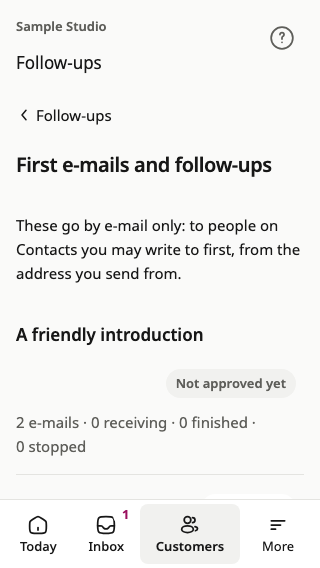 Sample Studio
Follow-ups
Follow-ups
First e-mails and follow-ups
These go by e-mail only: to people on
Contacts you may write to first, from the
address you send from.
A friendly introduction
Not approved yet
2 e-mails · 0 receiving · 0 finished ·
0 stopped
1
Today
Inbox
Customers
More